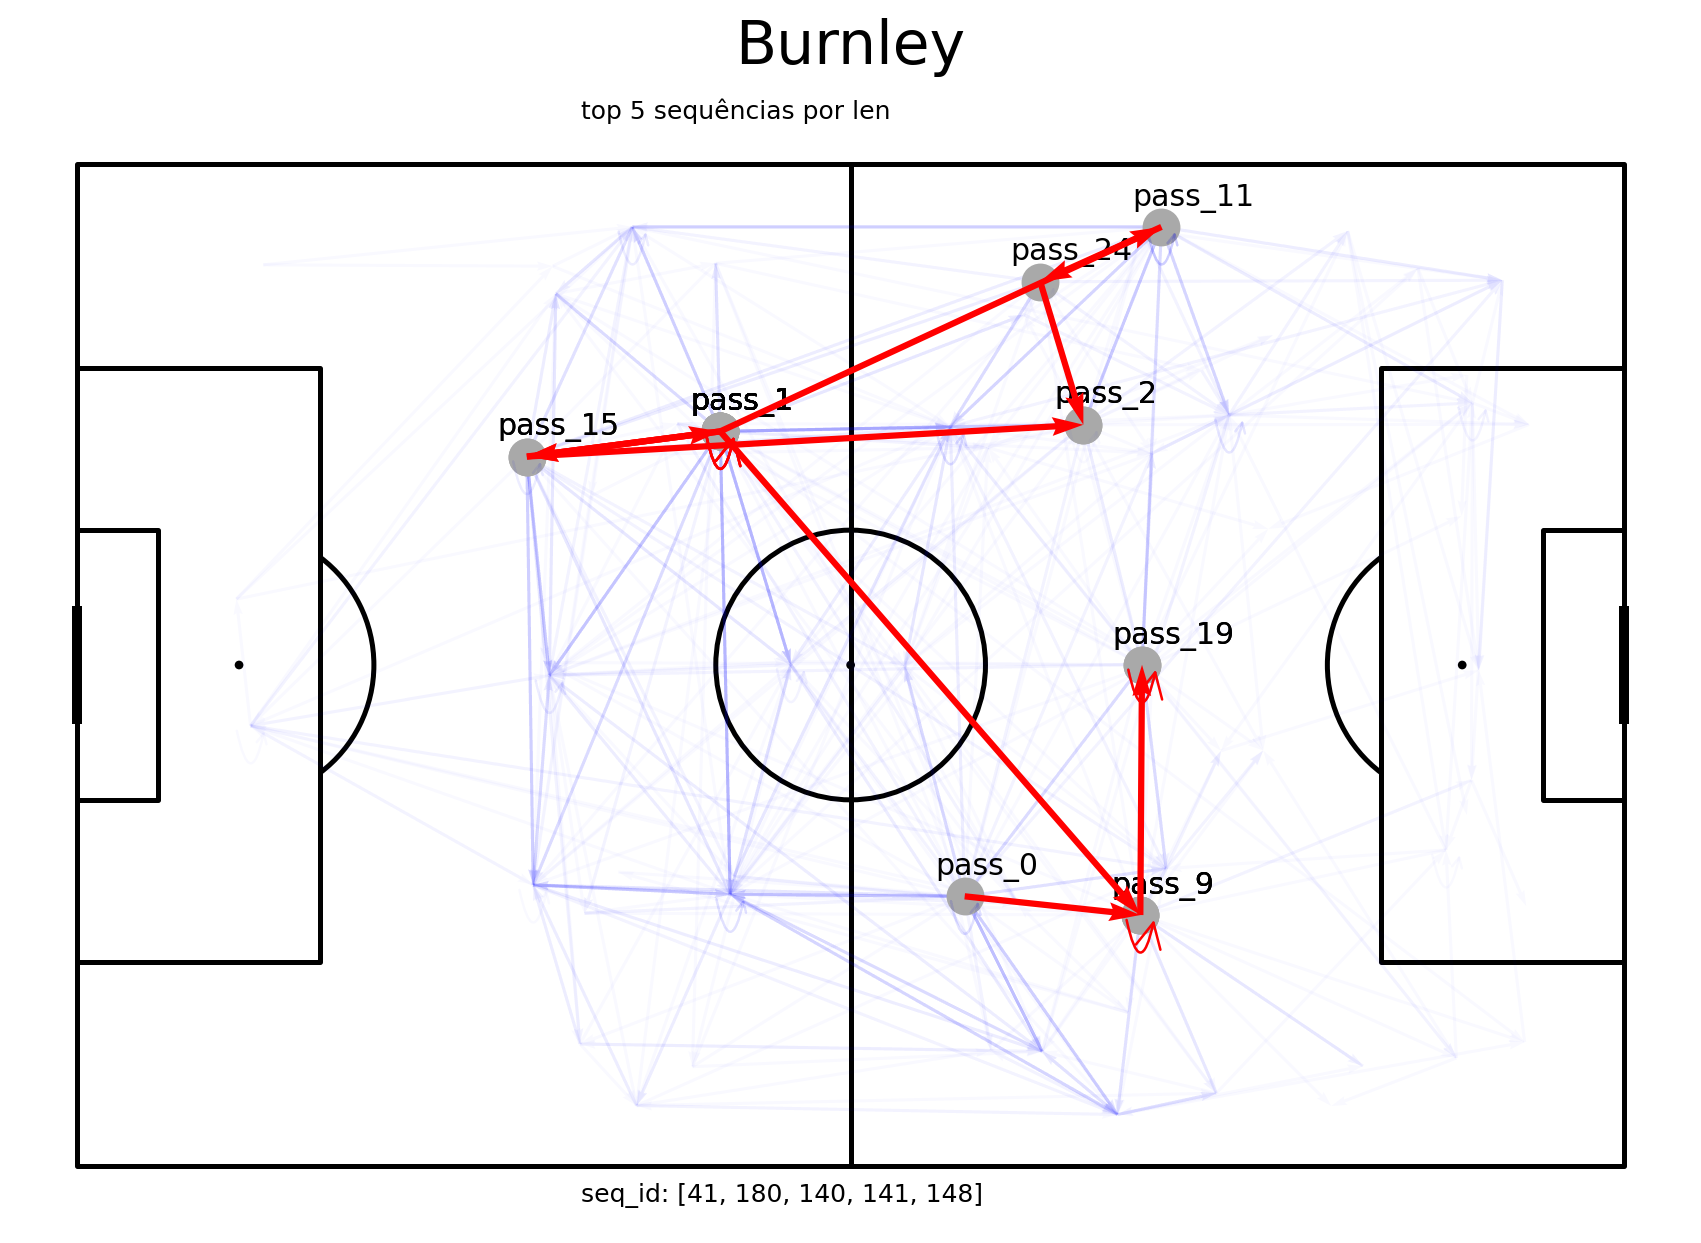 Burnley
top 5 sequências por len
pass_11
pass_24
pass_2
pass_1
pass_15
pass_19
pass_0
pass_9
seq_id: [41, 180, 140, 141, 148]